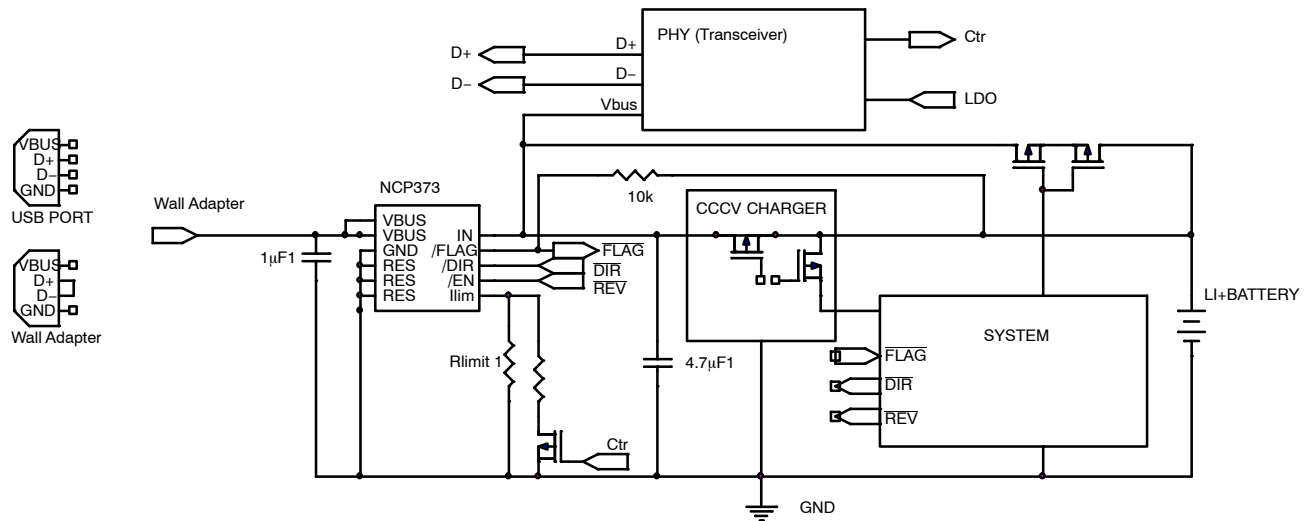 PHY (Transceiver)
D+
D−
Vbus
D+
D−
Ctr
LDO
VBUS
D+
D−
GND
USB PORT
VBUS
D+
D−
GND
Wall Adapter
Wall Adapter
1µF1
NCP373
VBUS
VBUS
GND
RES
RES
RES
IN
/FLAG
/DIR
/EN
Ilim
10k
FLAG
DIR
REV
Rlimit 1
Ctr
4.7µF1
CCCV CHARGER
SYSTEM
FLAG
DIR
REV
LI+BATTERY
GND